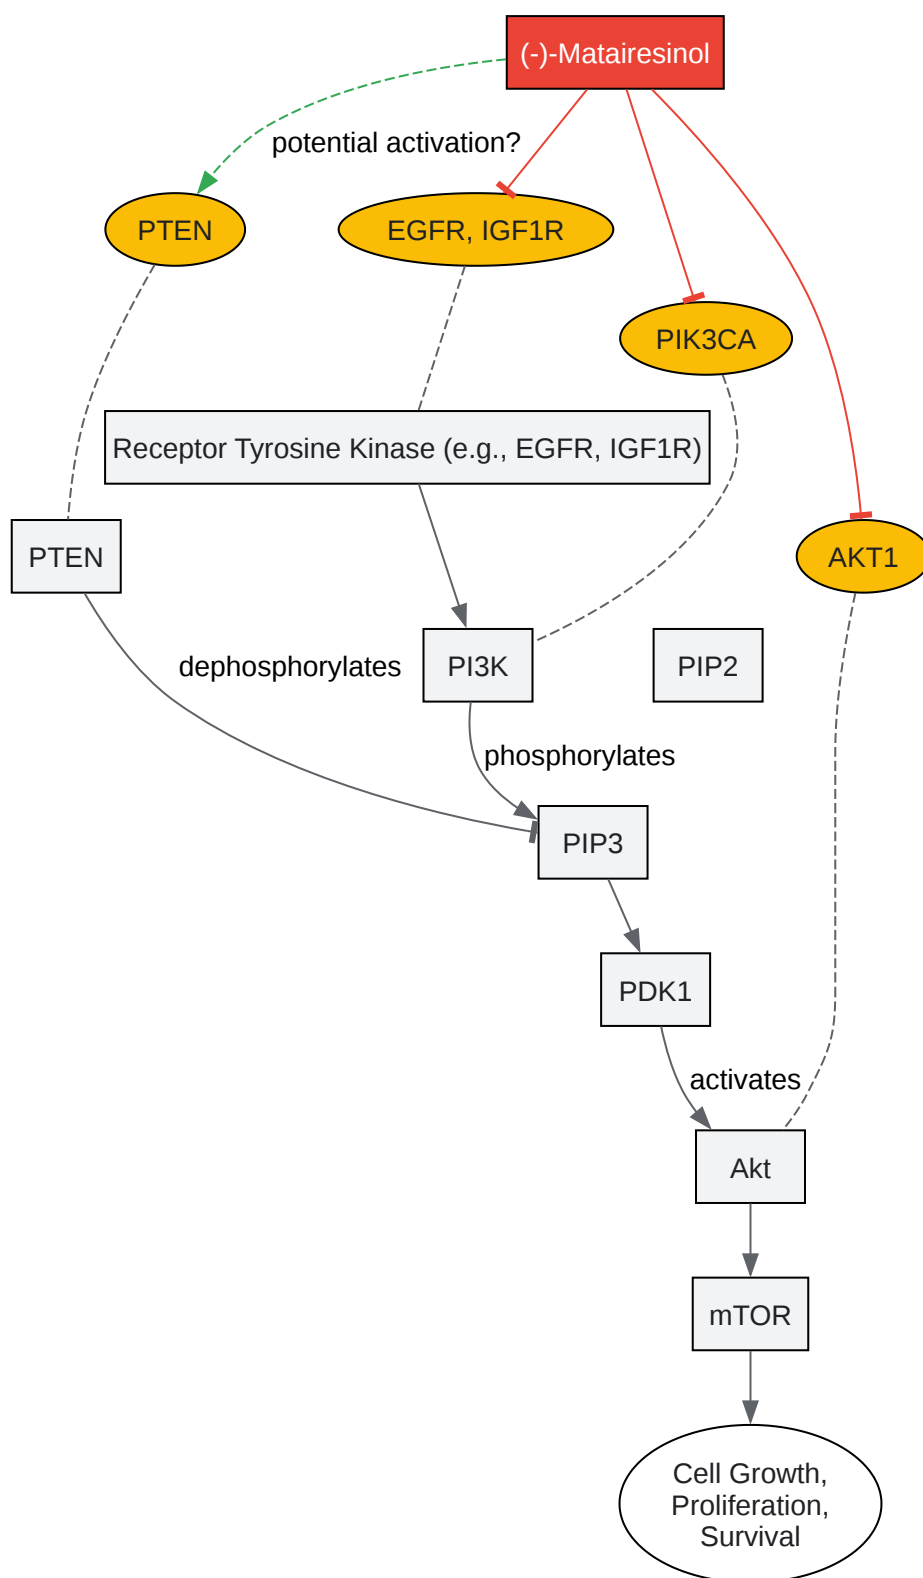 (-)-Matairesinol
potential activation?
PTEN
EGFR, IGF1R
PIK3CA
Receptor Tyrosine Kinase (e.g., EGFR, IGF1R)
PTEN
AKT1
dephosphorylates
PI3K
PIP2
phosphorylates
PIP3
PDK1
activates
Akt
mTOR
Cell Growth,
Proliferation,
Survival